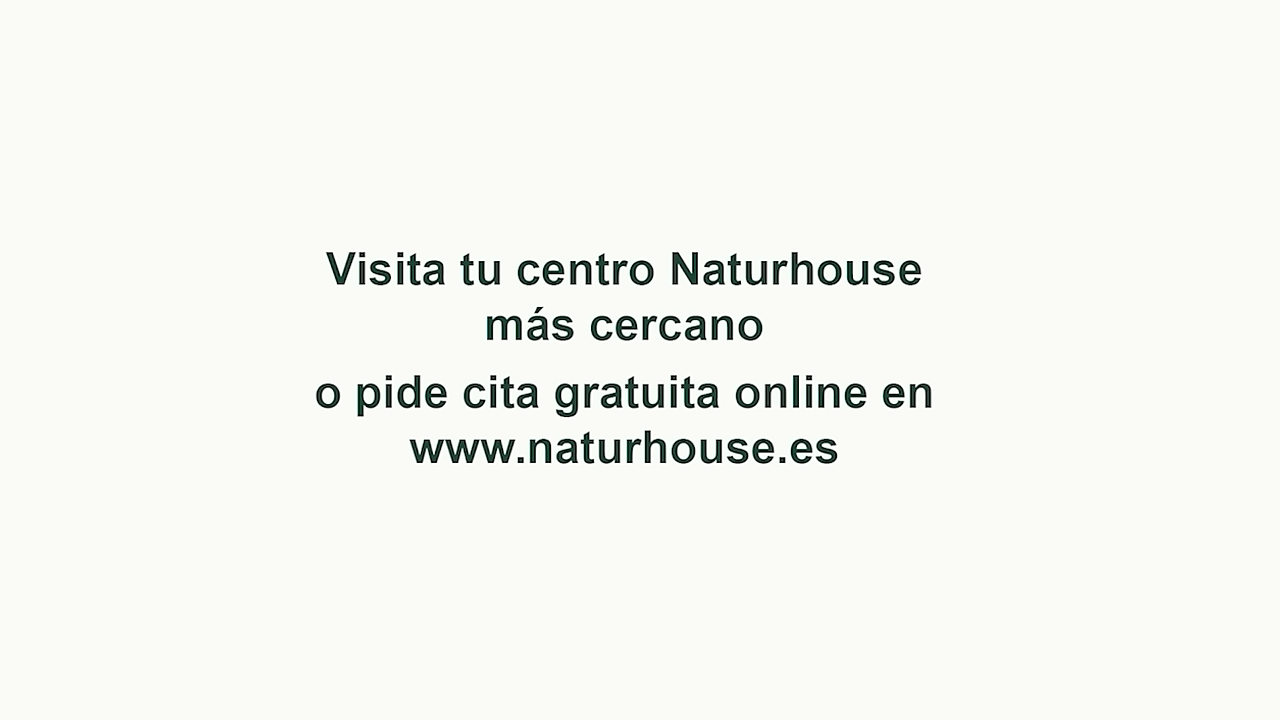 Visita tu centro Naturhouse
más cercano
o pide cita gratuita online en
www.naturhouse.es